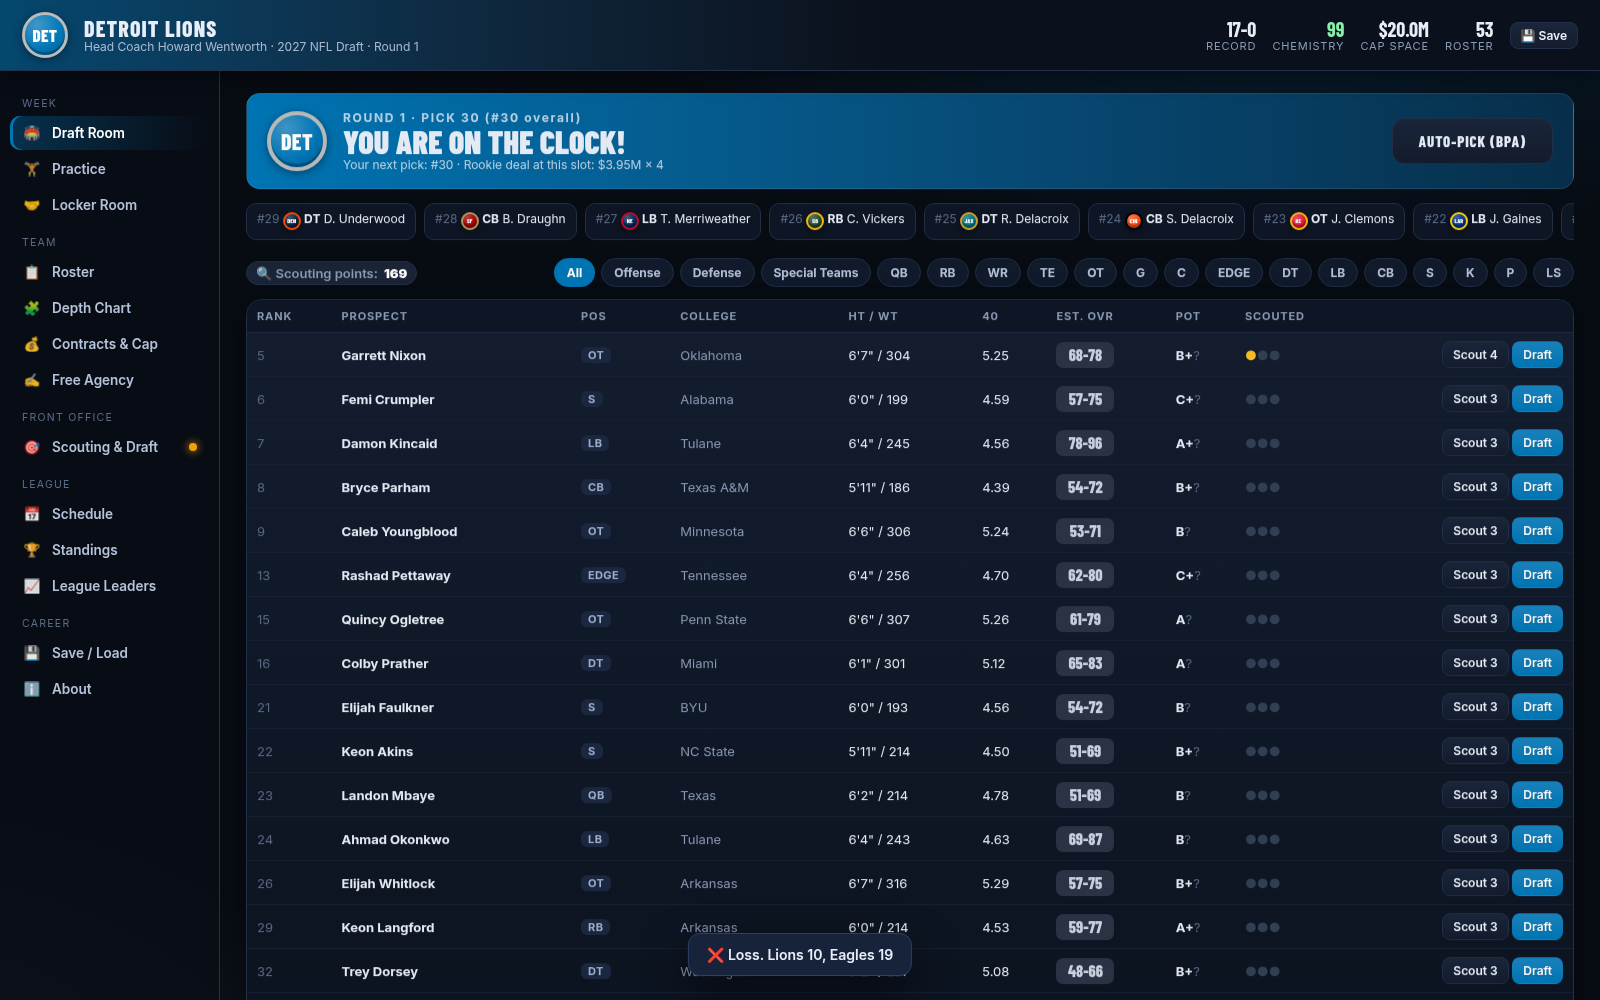 DET
DETROIT LIONS
Head Coach Howard Wentworth · 2027 NFL Draft · Round 1
17-0 RECORD
99 CHEMISTRY
$20.0M CAP SPACE
53 ROSTER
💾 Save
WEEK
Draft Room
Practice
Locker Room
TEAM
Roster
Depth Chart
Contracts & Cap
Free Agency
FRONT OFFICE
Scouting & Draft
LEAGUE
Schedule
Standings
League Leaders
CAREER
Save / Load
About
DET
ROUND 1 · PICK 30 (#30 overall)
YOU ARE ON THE CLOCK!
Your next pick: #30 · Rookie deal at this slot: $3.95M × 4
AUTO-PICK (BPA)
#29 DEN DT D. Underwood
#28 SF CB B. Draughn
#27 NE LB T. Merriweather
#26 GB RB C. Vickers
#25 JAX DT R. Delacroix
#24 CIN CB S. Delacroix
#23 KC OT J. Clemons
#22 LAR LB J. Gaines
🔍 Scouting points: 169
All Offense Defense Special Teams QB RB WR TE OT G C EDGE DT LB CB S K P LS
RANK PROSPECT POS COLLEGE HT / WT 40 EST. OVR POT SCOUTED
5 Garrett Nixon OT Oklahoma 6'7" / 304 5.25 68-78 B+? Scout 4 Draft
6 Femi Crumpler S Alabama 6'0" / 199 4.59 57-75 C+? Scout 3 Draft
7 Damon Kincaid LB Tulane 6'4" / 245 4.56 78-96 A+? Scout 3 Draft
8 Bryce Parham CB Texas A&M 5'11" / 186 4.39 54-72 B+? Scout 3 Draft
9 Caleb Youngblood OT Minnesota 6'6" / 306 5.24 53-71 B? Scout 3 Draft
13 Rashad Pettaway EDGE Tennessee 6'4" / 256 4.70 62-80 C+? Scout 3 Draft
15 Quincy Ogletree OT Penn State 6'6" / 307 5.26 61-79 A? Scout 3 Draft
16 Colby Prather DT Miami 6'1" / 301 5.12 65-83 A? Scout 3 Draft
21 Elijah Faulkner S BYU 6'0" / 193 4.56 54-72 B? Scout 3 Draft
22 Keon Akins S NC State 5'11" / 214 4.50 51-69 B+? Scout 3 Draft
23 Landon Mbaye QB Texas 6'2" / 214 4.78 51-69 B? Scout 3 Draft
24 Ahmad Okonkwo LB Tulane 6'4" / 243 4.63 69-87 B? Scout 3 Draft
26 Elijah Whitlock OT Arkansas 6'7" / 316 5.29 57-75 B+? Scout 3 Draft
29 Keon Langford RB Arkansas 6'0" / 214 4.53 59-77 A+? Scout 3 Draft
32 Trey Dorsey DT 5.08 48-66 B+? Scout 3 Draft
❌ Loss. Lions 10, Eagles 19